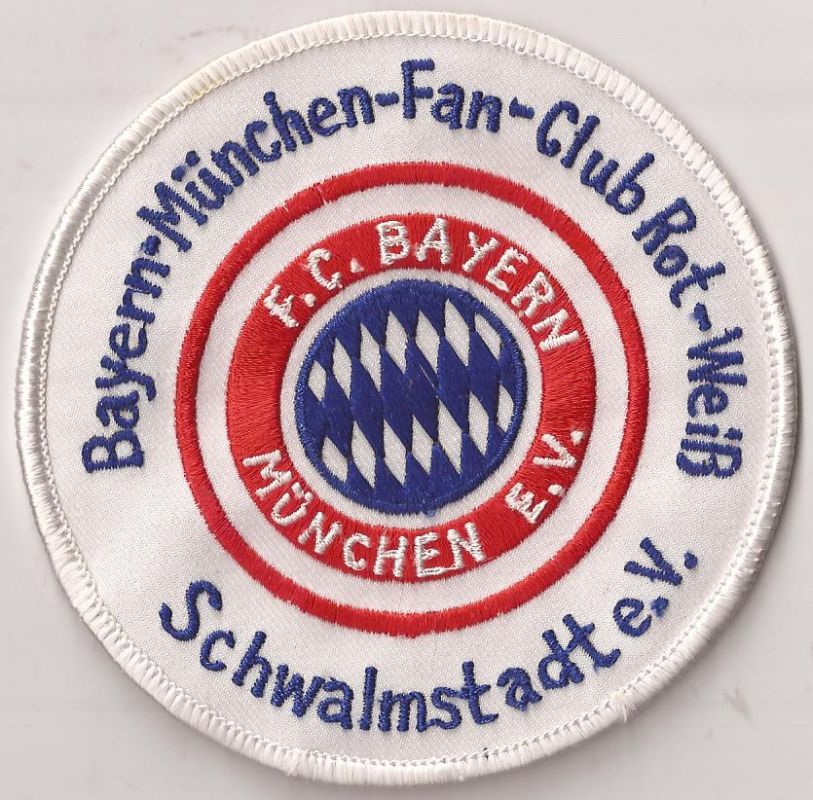 Bayern-München-Fan-Club Rot-Weiß
Schwalmstadt e.V.
F.C. BAYERN
MÜNCHEN E.V.